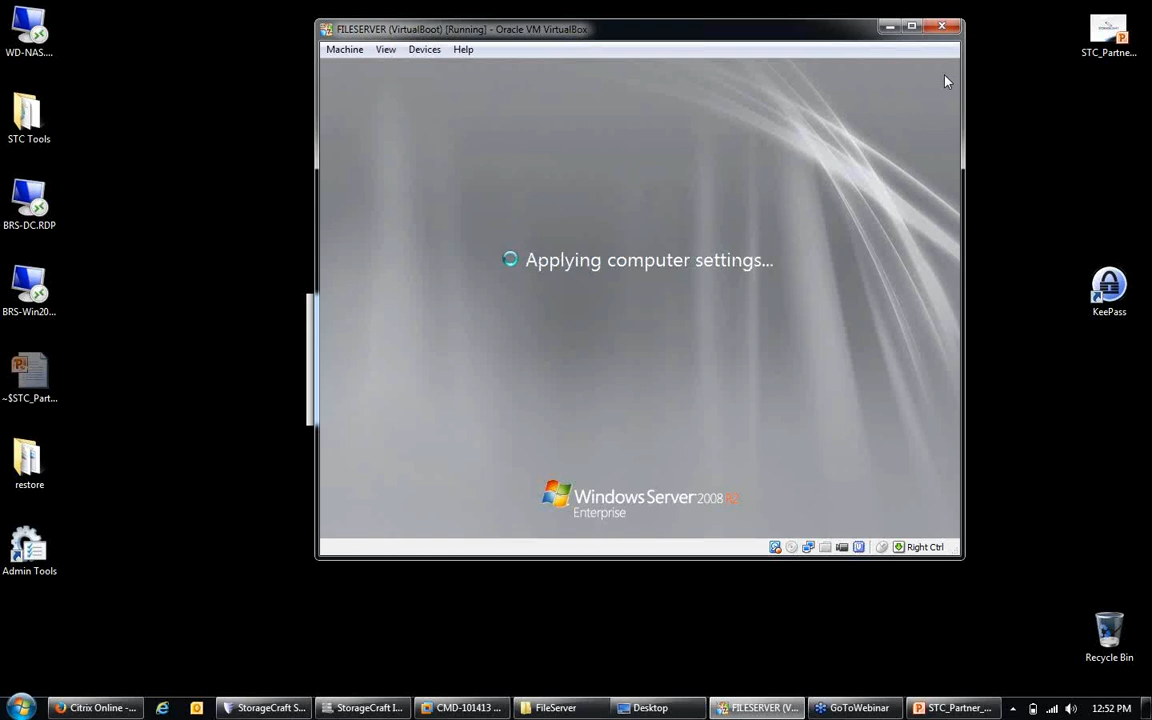 FILESERVER (VirtualBoot) [Running] - Oracle VM VirtualBox
Machine View Devices Help
Applying computer settings...
Windows Server 2008 R2
Enterprise
Right Ctrl
WD-NAS....
STC Tools
BRS-DC.RDP
BRS-Win20...
~$STC_Part...
restore
Admin Tools
STC_Partne...
KeePass
Recycle Bin
Citrix Online -...
StorageCraft S...
StorageCraft I...
CMD-101413 ...
FileServer
Desktop
FILESERVER (V...
GoToWebinar
STC_Partner_...
12:52 PM